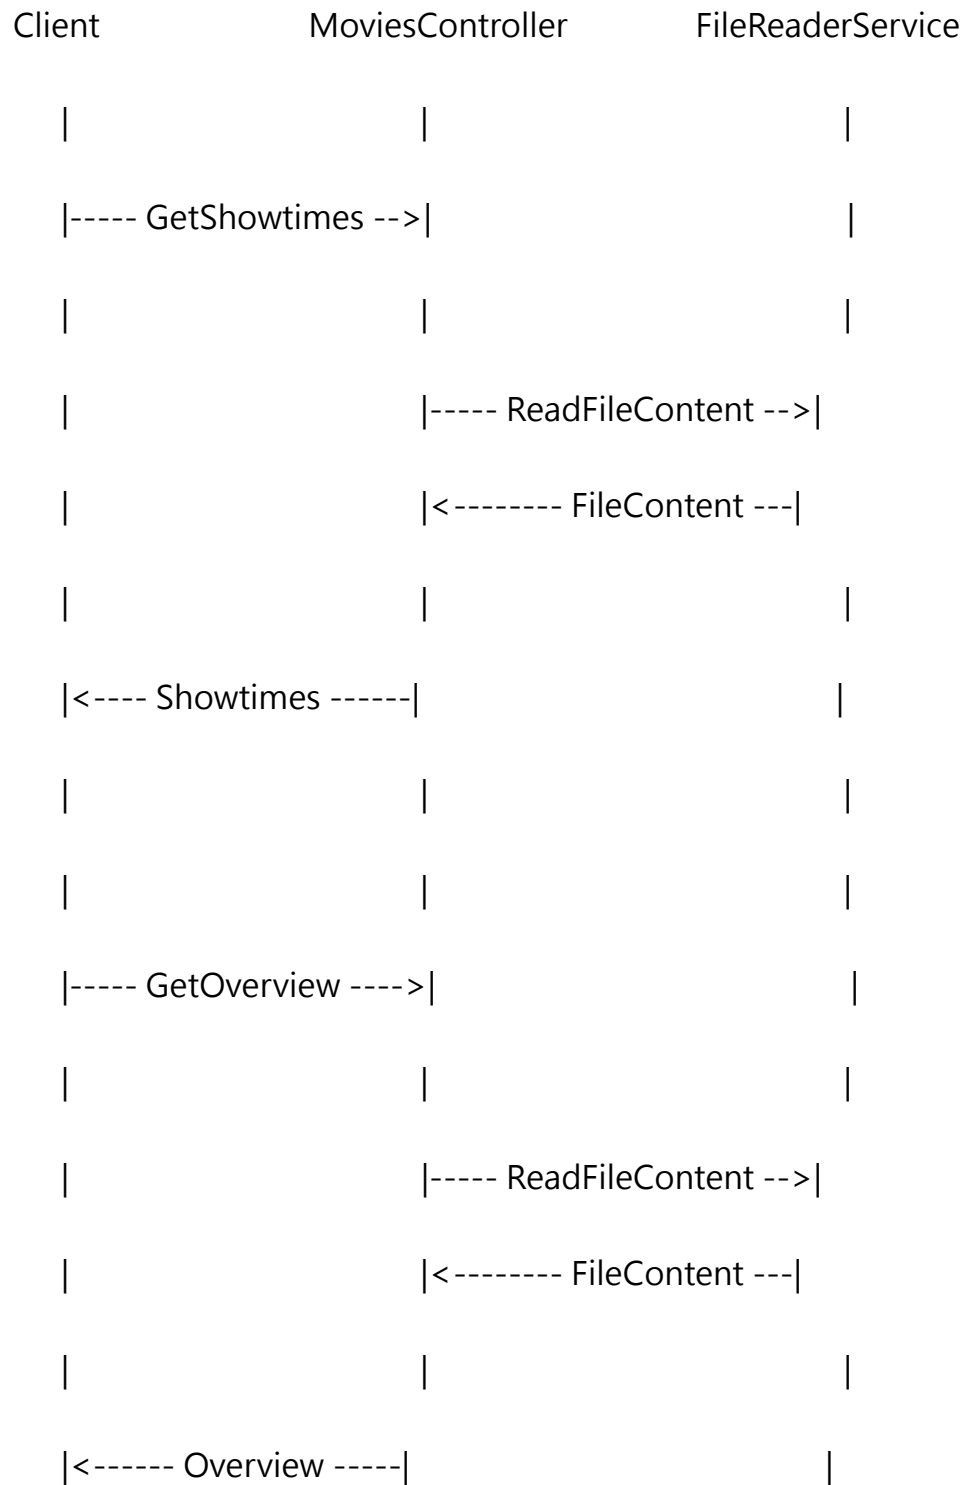 Client MoviesController FileReaderService
| | |
|----- GetShowtimes -->| |
| | |
| |----- ReadFileContent -->|
| |<-------- FileContent ---|
| | |
|<---- Showtimes ------| |
| | |
| | |
|----- GetOverview ---->| |
| | |
| |----- ReadFileContent -->|
| |<-------- FileContent ---|
| | |
|<------ Overview -----| |